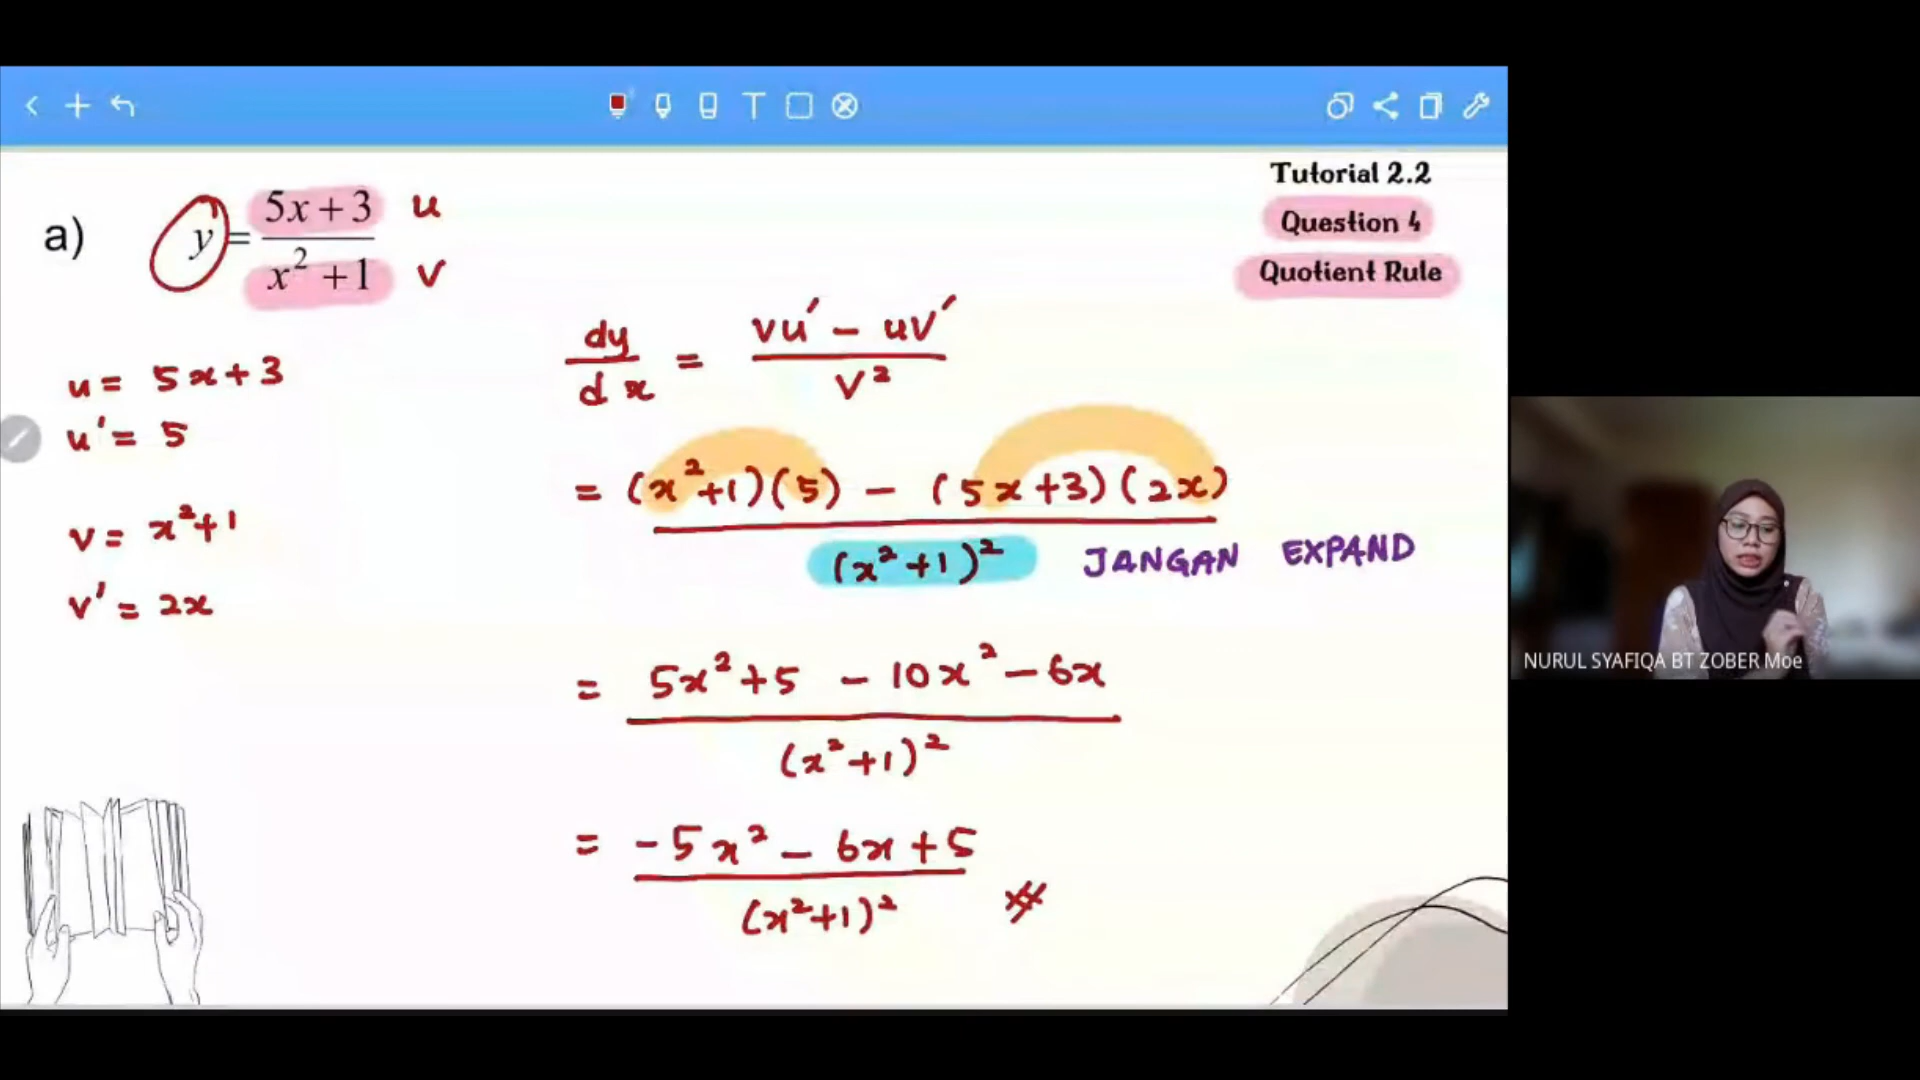 Tutorial 2.2
Question 4
Quotient Rule
a) y = 5x+3 / x² +1
u
v
u = 5x+3
u' = 5
v = x²+1
v' = 2x
dy/dx = vu' - uv' / v²
= (x²+1)(5) - (5x+3)(2x) / (x²+1)²
JANGAN EXPAND
= 5x²+5 - 10x² - 6x / (x²+1)²
= -5x² - 6x+5 / (x²+1)² #
NURUL SYAFIQA BT ZOBER Moe